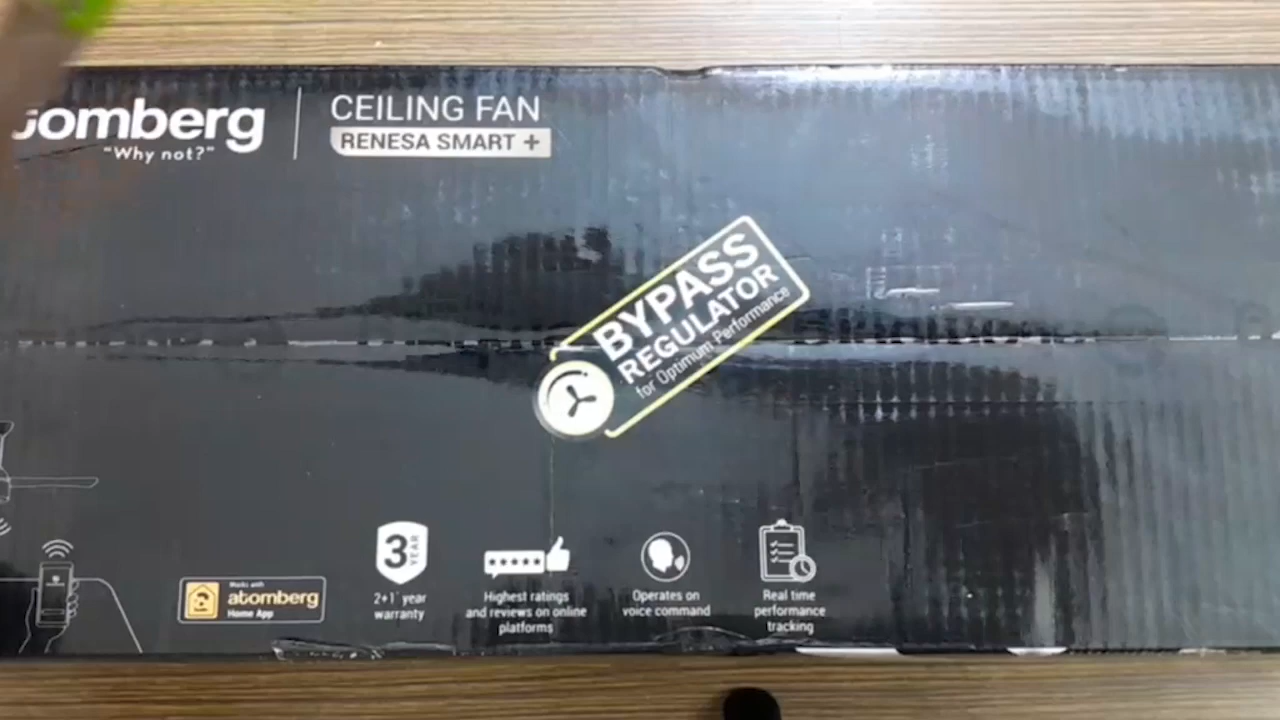 omberg
"Why not?"
CEILING FAN
RENESA SMART +
BYPASS
REGULATOR
for Optimum Performance
Works with
atomberg
Home App
3 YEAR
2+1* year
warranty
Highest ratings
and reviews on online
platforms
Operates on
voice command
Real time
performance
tracking